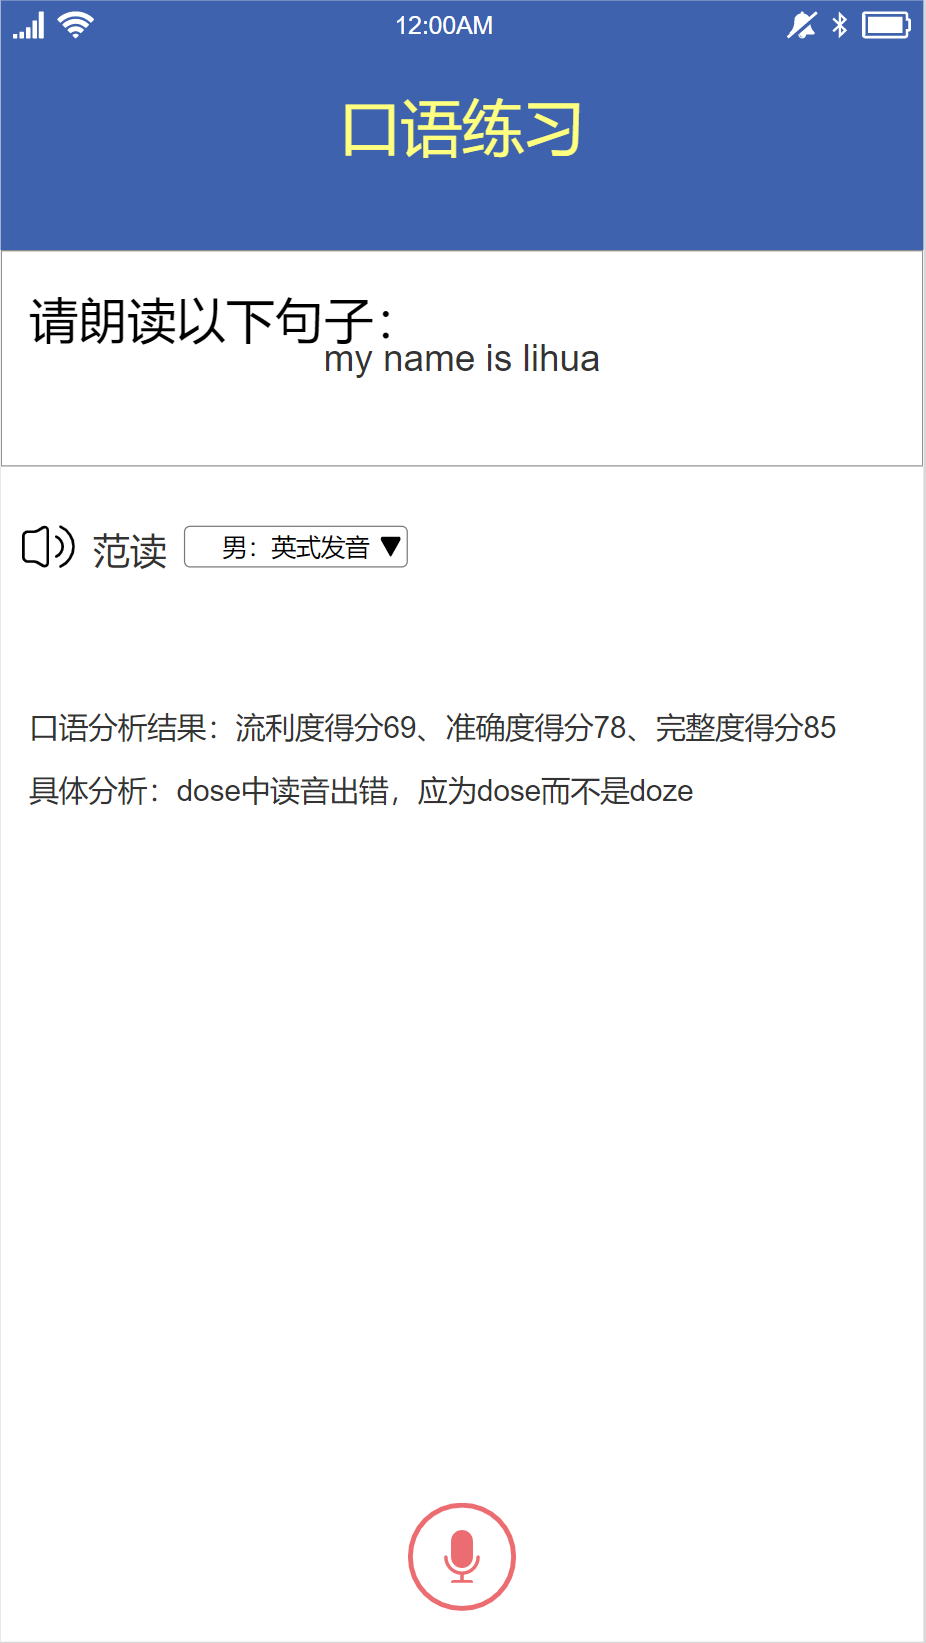 12:00AM
口语练习
请朗读以下句子：
my name is lihua
范读 男：英式发音
口语分析结果：流利度得分69、准确度得分78、完整度得分85
具体分析：dose中读音出错，应为dose而不是doze